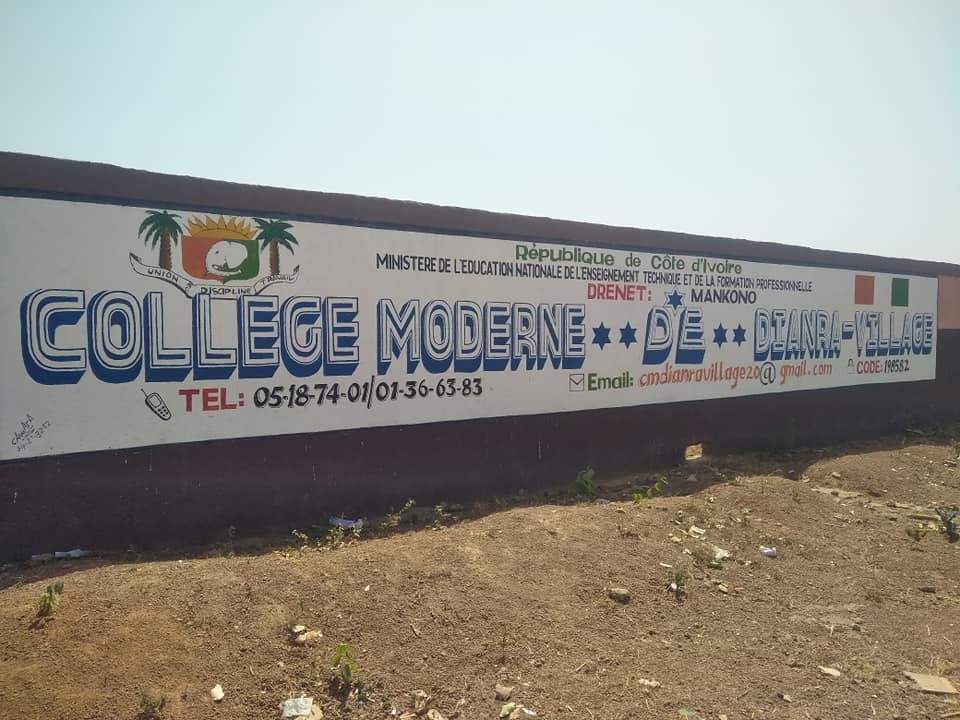 République de Côte d'Ivoire
MINISTERE DE L'EDUCATION NATIONALE DE L'ENSEIGNEMENT TECHNIQUE ET DE LA FORMATION PROFESSIONNELLE
DRENET: MANKONO
UNION DISCIPLINE TRAVAIL
COLLEGE MODERNE DE DIANRA-VILLAGE
TEL: 05-18-74-01/01-36-63-83
Email: cmdianravillage20@gmail.com
CODE: 198582